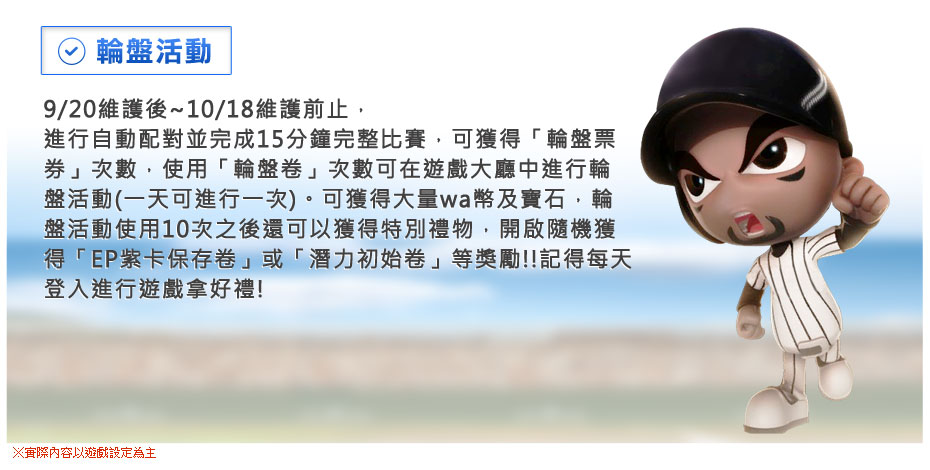 輪盤活動
9/20維護後~10/18維護前止，
進行自動配對並完成15分鐘完整比賽，可獲得「輪盤票
券」次數，使用「輪盤卷」次數可在遊戲大廳中進行輪
盤活動(一天可進行一次)。可獲得大量wa幣及寶石，輪
盤活動使用10次之後還可以獲得特別禮物，開啟隨機獲
得「EP紫卡保存卷」或「潛力初始卷」等獎勵!!記得每天
登入進行遊戲拿好禮!
※實際內容以遊戲設定為主